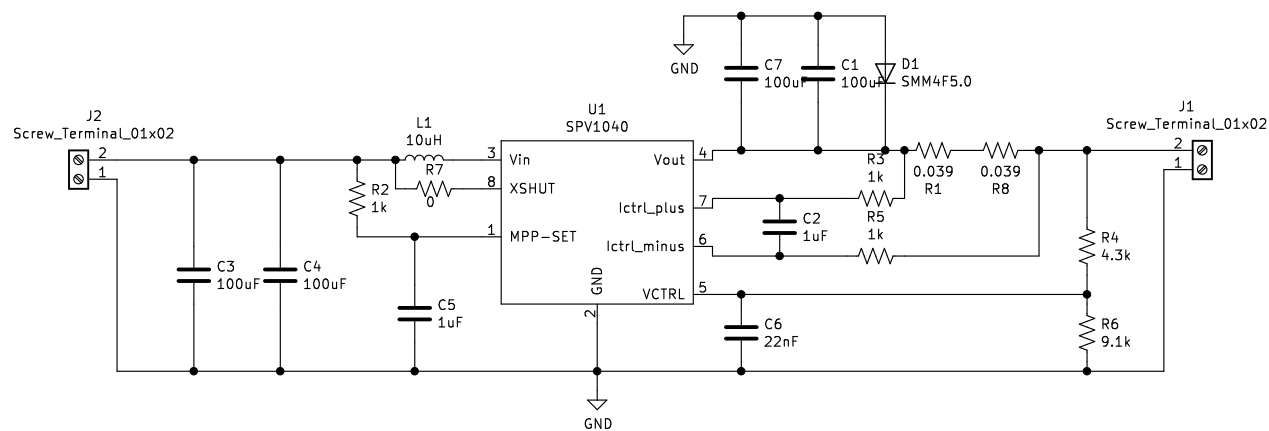 GND
C7
100uF
C1
100uF
D1
SMM4F5.0
J2
Screw_Terminal_01x02
2
1
L1
10uH
R7
0
R2
1k
C3
100uF
C4
100uF
C5
1uF
U1
SPV1040
3
Vin
8
XSHUT
1
MPP-SET
GND
2
Vout
4
Ictrl_plus
7
Ictrl_minus
6
VCTRL
5
R3
1k
R5
1k
C2
1uF
0.039
R1
0.039
R8
J1
Screw_Terminal_01x02
2
1
R4
4.3k
R6
9.1k
C6
22nF
GND